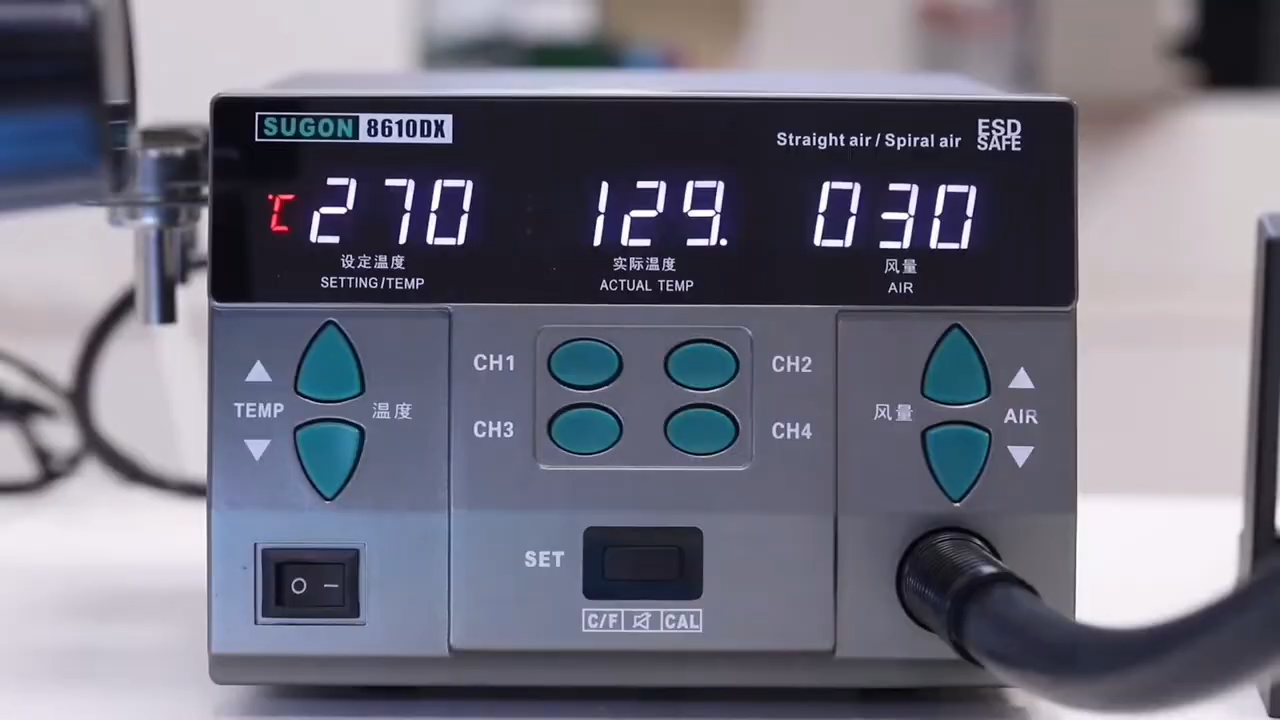 SUGON 8610DX
Straight air / Spiral air
ESD SAFE
℃ 270
129.
030
设定温度
SETTING/TEMP
实际温度
ACTUAL TEMP
风量
AIR
▲
TEMP
▼
温度
CH1
CH2
CH3
CH4
风量
▲
AIR
▼
SET
C/F
CAL
O —